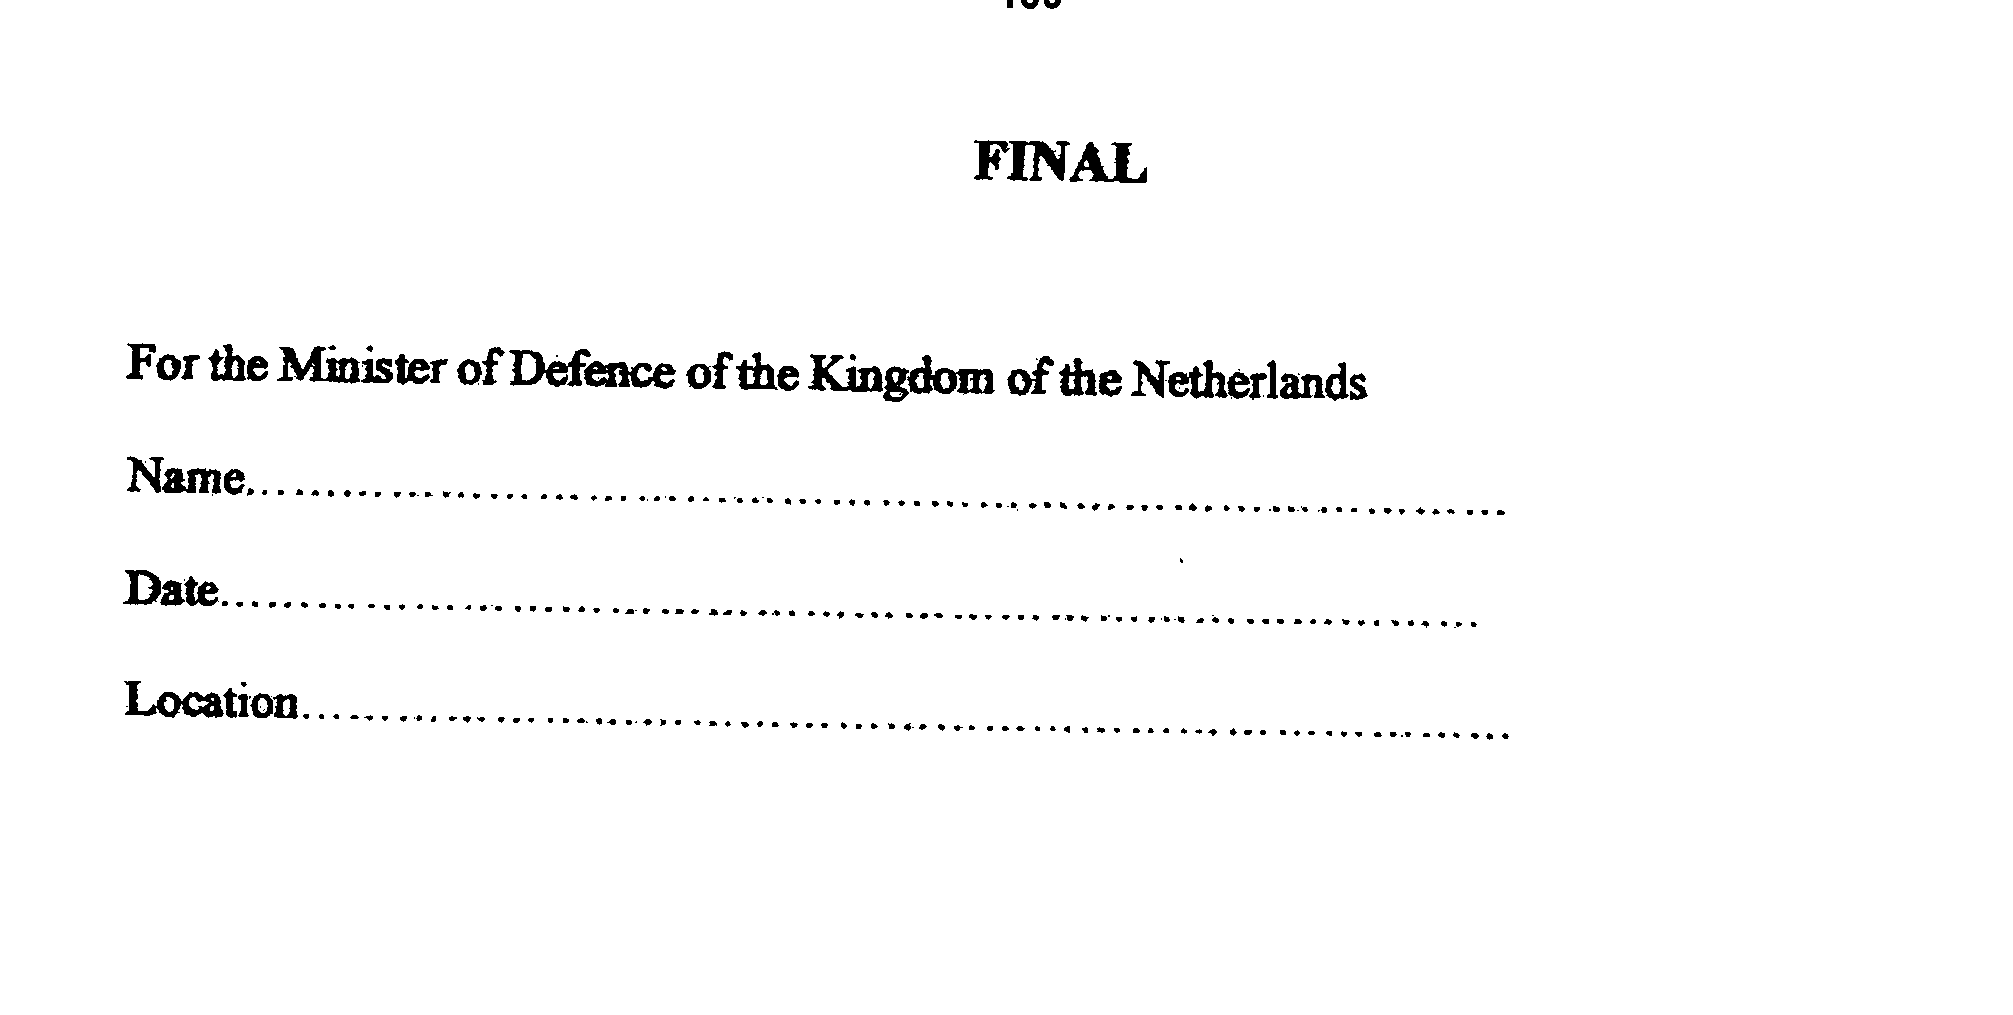 FINAL
For the Minister of Defence of the Kingdom of the Netherlands
Name..............................................................................
Date..............................................................................
Location...........................................................................